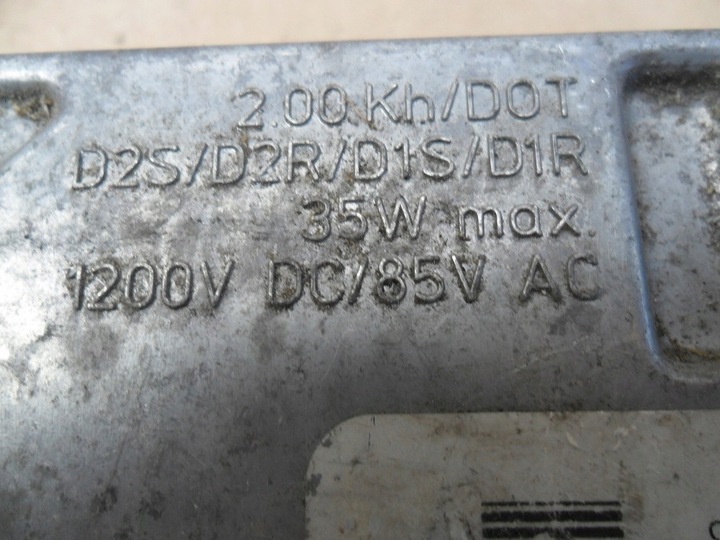 2.00 Kh/DOT
D2S/D2R/D1S/D1R
35W max.
1200V DC/85V AC